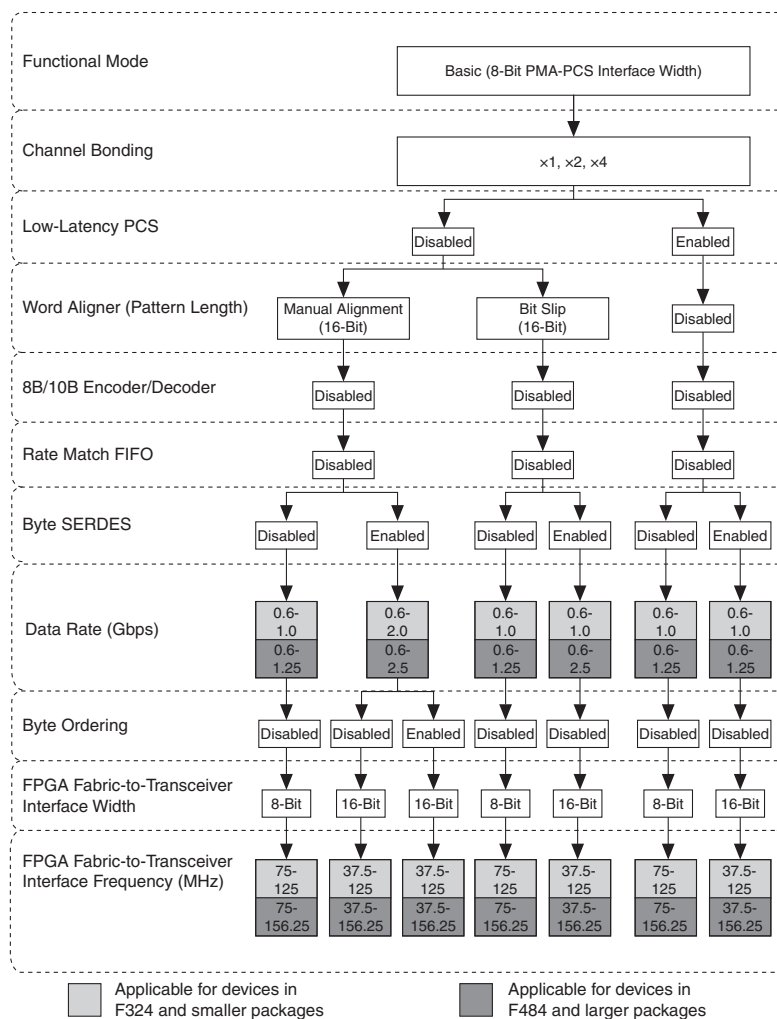 Functional Mode
Basic (8-Bit PMA-PCS Interface Width)
Channel Bonding
×1, ×2, ×4
Low-Latency PCS
Disabled
Enabled
Word Aligner (Pattern Length)
Manual Alignment
(16-Bit)
Bit Slip
(16-Bit)
Disabled
8B/10B Encoder/Decoder
Disabled
Disabled
Disabled
Rate Match FIFO
Disabled
Disabled
Disabled
Byte SERDES
Disabled
Enabled
Disabled
Enabled
Disabled
Enabled
Data Rate (Gbps)
0.6-
1.0
0.6-
1.25
0.6-
2.0
0.6-
2.5
0.6-
1.0
0.6-
1.25
0.6-
1.0
0.6-
2.5
0.6-
1.0
0.6-
1.25
0.6-
1.0
0.6-
1.25
Byte Ordering
Disabled
Disabled
Enabled
Disabled
Disabled
Disabled
Disabled
FPGA Fabric-to-Transceiver
Interface Width
8-Bit
16-Bit
16-Bit
8-Bit
16-Bit
8-Bit
16-Bit
FPGA Fabric-to-Transceiver
Interface Frequency (MHz)
75-
125
75-
156.25
37.5-
125
37.5-
156.25
37.5-
125
37.5-
156.25
75-
125
75-
156.25
37.5-
125
37.5-
156.25
75-
125
75-
156.25
37.5-
125
37.5-
156.25
Applicable for devices in
F324 and smaller packages
Applicable for devices in
F484 and larger packages